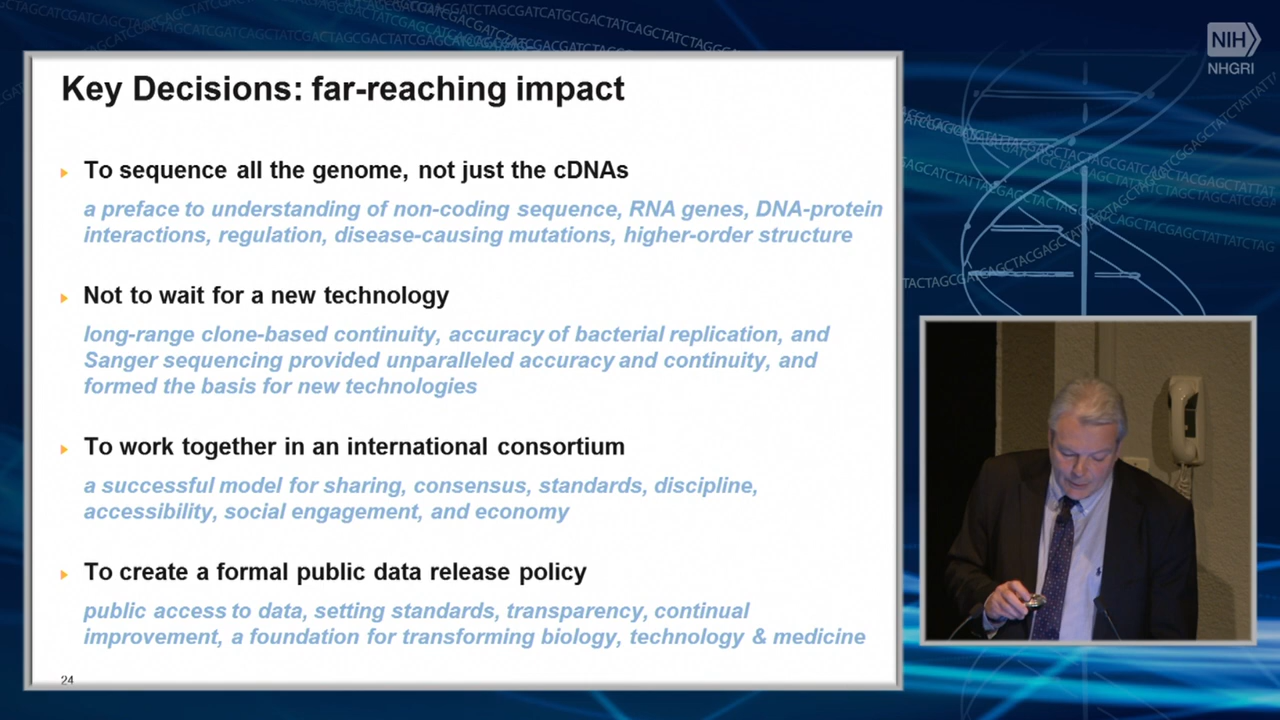 NIH
NHGRI
Key Decisions: far-reaching impact
To sequence all the genome, not just the cDNAs
a preface to understanding of non-coding sequence, RNA genes, DNA-protein
interactions, regulation, disease-causing mutations, higher-order structure
Not to wait for a new technology
long-range clone-based continuity, accuracy of bacterial replication, and
Sanger sequencing provided unparalleled accuracy and continuity, and
formed the basis for new technologies
To work together in an international consortium
a successful model for sharing, consensus, standards, discipline,
accessibility, social engagement, and economy
To create a formal public data release policy
public access to data, setting standards, transparency, continual
improvement, a foundation for transforming biology, technology & medicine
24